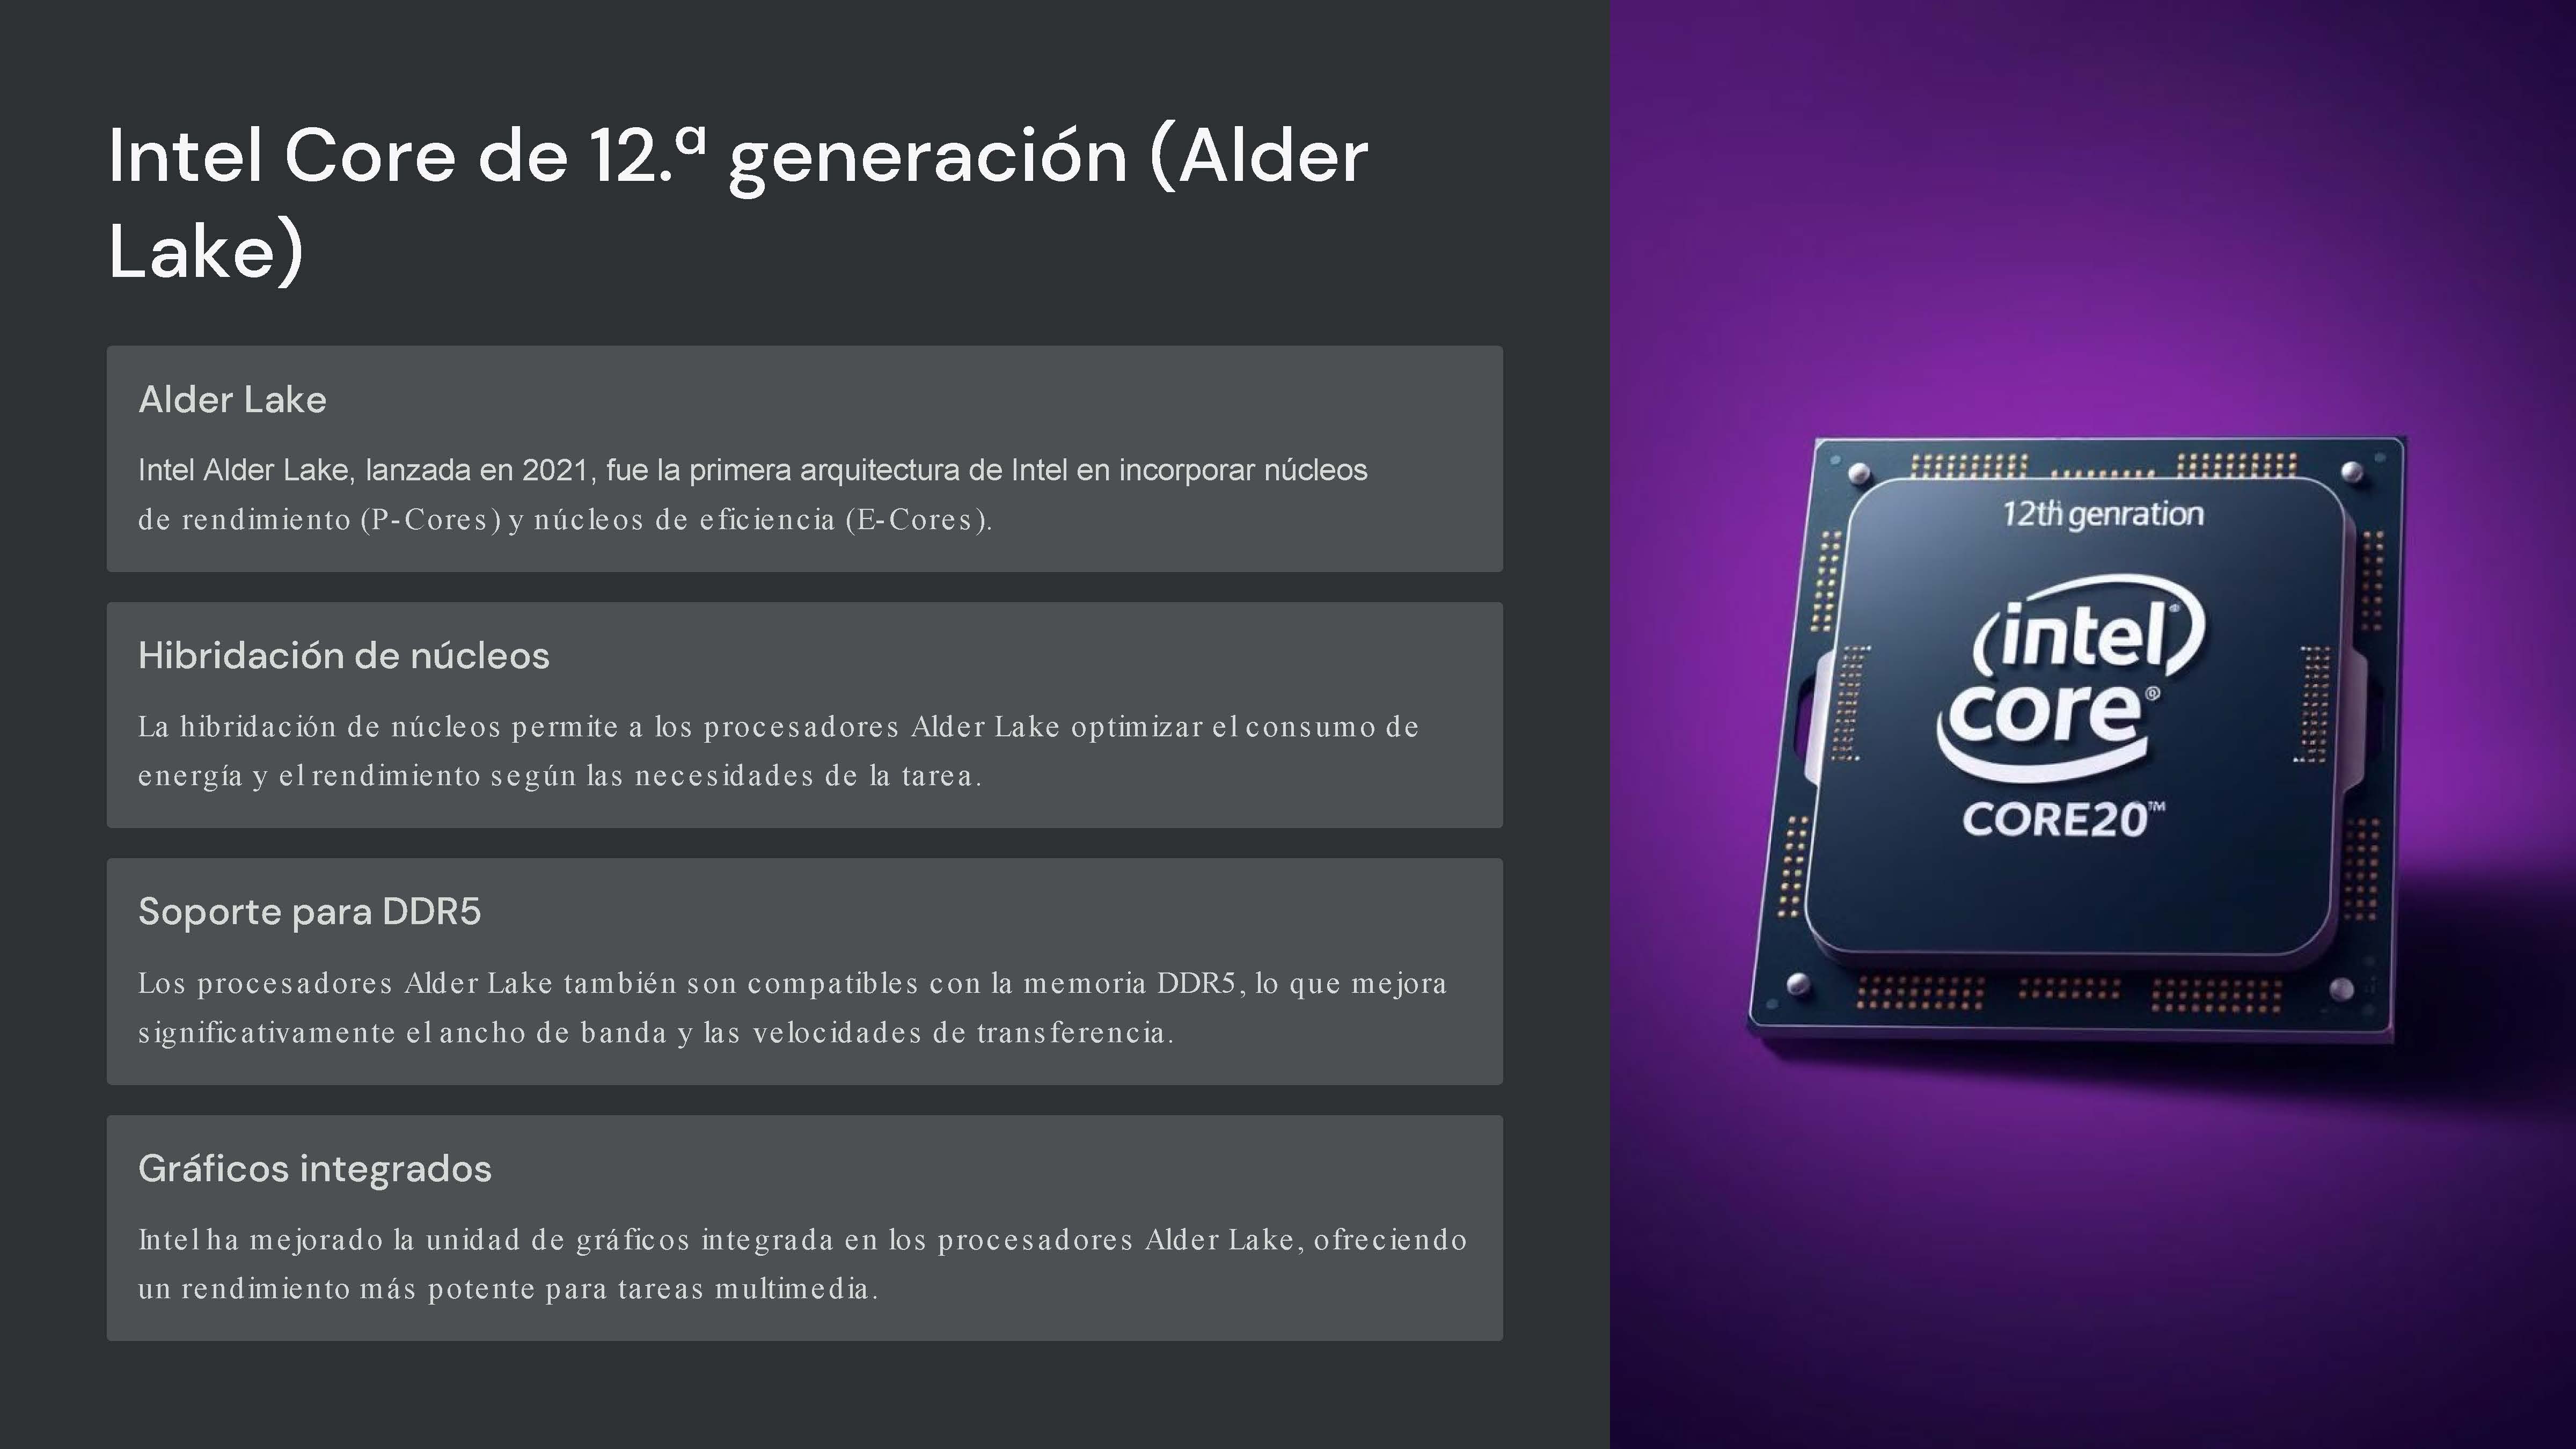 Intel Core de 12.ª generación (Alder
Lake)
Alder Lake
Intel Alder Lake, lanzada en 2021, fue la primera arquitectura de Intel en incorporar núcleos
de rendimiento (P-Cores) y núcleos de eficiencia (E-Cores).
Hibridación de núcleos
La hibridación de núcleos permite a los procesadores Alder Lake optimizar el consumo de
energía y el rendimiento según las necesidades de la tarea.
Soporte para DDR5
Los procesadores Alder Lake también son compatibles con la memoria DDR5, lo que mejora
significativamente el ancho de banda y las velocidades de transferencia.
Gráficos integrados
Intel ha mejorado la unidad de gráficos integrada en los procesadores Alder Lake, ofreciendo
un rendimiento más potente para tareas multimedia.
12th genration
intel®
core®
CORE20™